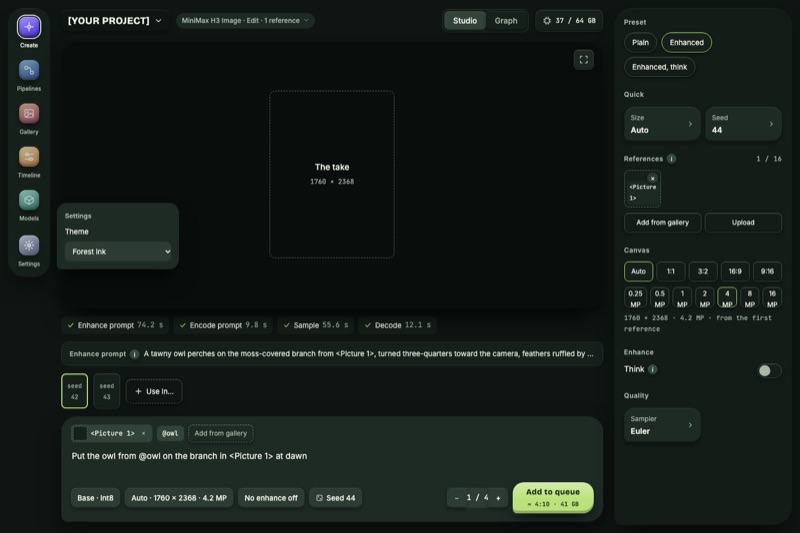 [YOUR PROJECT]
MiniMax H3 Image · Edit · 1 reference
Studio
Graph
37 / 64 GB
Create
Pipelines
Gallery
Timeline
Models
Settings
Settings
Theme
Forest Ink
The take
1760 × 2368
Enhance prompt 74.2 s
Encode prompt 9.8 s
Sample 55.6 s
Decode 12.1 s
Enhance prompt i A tawny owl perches on the moss-covered branch from <Picture 1>, turned three-quarters toward the camera, feathers ruffled by ...
seed
42
seed
43
+ Use in...
<Picture 1> ×
@owl
Add from gallery
Put the owl from @owl on the branch in <Picture 1> at dawn
Base · Int8
Auto · 1760 × 2368 · 4.2 MP
No enhance off
Seed 44
− 1 / 4 +
Add to queue
≈ 4:10 · 41 GB
Preset
Plain
Enhanced
Enhanced, think
Quick
Size
Auto
Seed
44
References i
1 / 16
<Picture
1>
×
Add from gallery
Upload
Canvas
Auto
1:1
3:2
16:9
9:16
0.25 MP
0.5 MP
1 MP
2 MP
4 MP
8 MP
16 MP
1760 × 2368 · 4.2 MP · from the first
reference
Enhance
Think i
Quality
Sampler
Euler